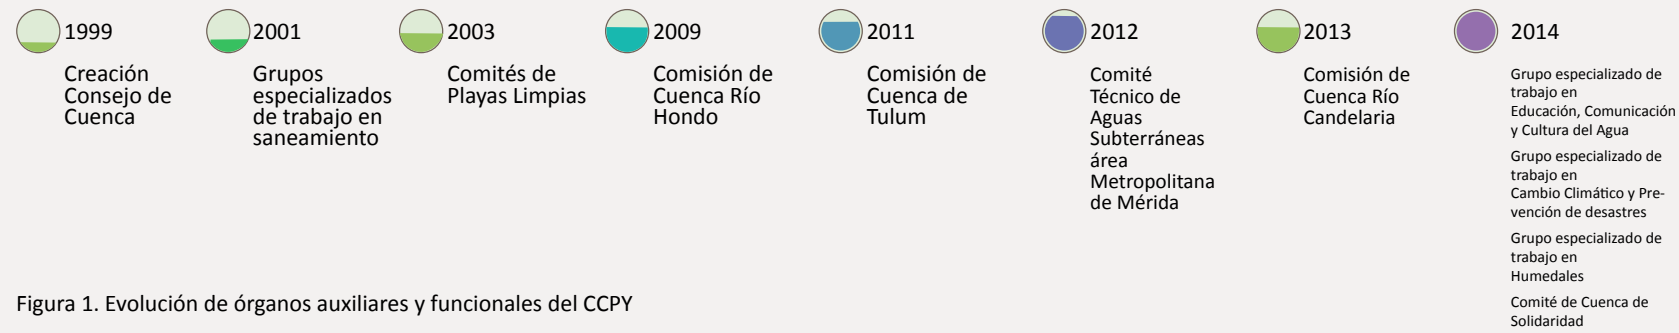 1999
Creación
Consejo de
Cuenca
2001
Grupos
especializados
de trabajo en
saneamiento
2003
Comités de
Playas Limpias
2009
Comisión de
Cuenca Río
Hondo
2011
Comisión de
Cuenca de
Tulum
2012
Comité
Técnico de
Aguas
Subterráneas
área
Metropolitana
de Mérida
2013
Comisión de
Cuenca Río
Candelaria
2014
Grupo especializado de
trabajo en
Educación, Comunicación
y Cultura del Agua
Grupo especializado de
trabajo en
Cambio Climático y Pre-
vención de desastres
Grupo especializado de
trabajo en
Humedales
Comité de Cuenca de
Solidaridad
Figura 1. Evolución de órganos auxiliares y funcionales del CCPY